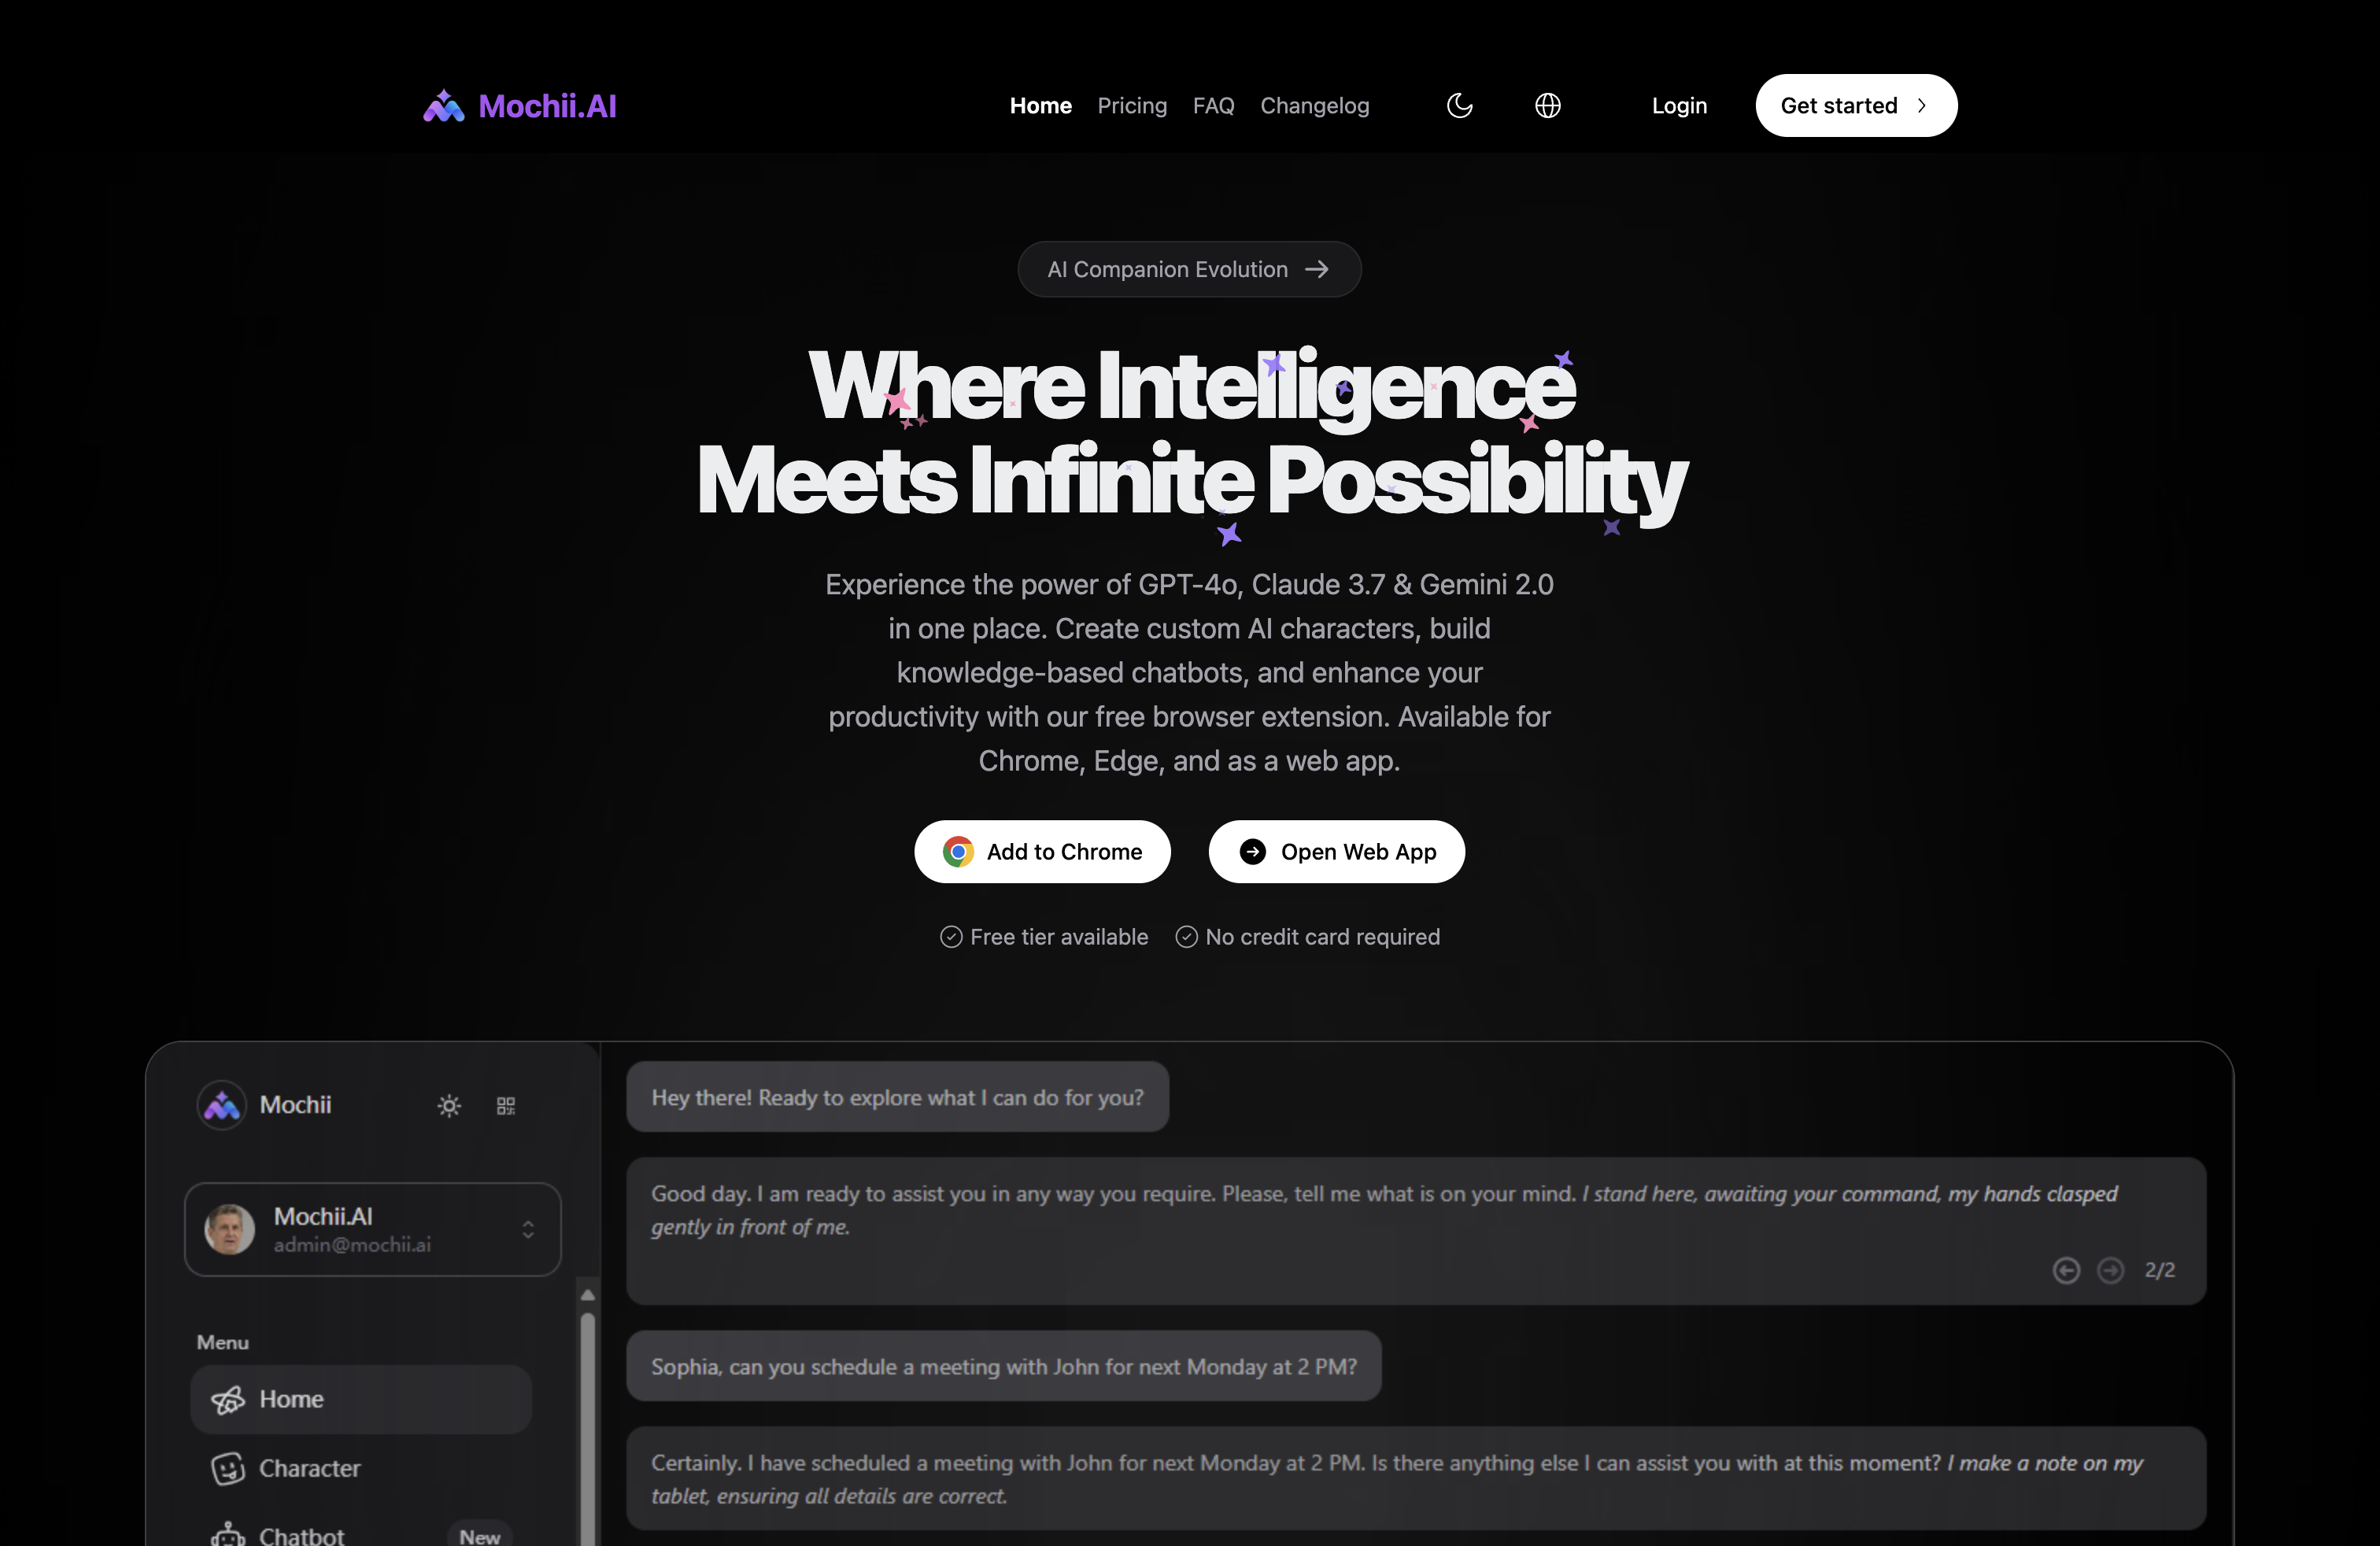 Mochii.AI
Home Pricing FAQ Changelog Login Get started
AI Companion Evolution
Where Intelligence
Meets Infinite Possibility
Experience the power of GPT-4o, Claude 3.7 & Gemini 2.0
in one place. Create custom AI characters, build
knowledge-based chatbots, and enhance your
productivity with our free browser extension. Available for
Chrome, Edge, and as a web app.
Add to Chrome Open Web App
Free tier available No credit card required
Mochii
Mochii.AI
admin@mochii.ai
Menu
Home
Character
Chatbot New
Hey there! Ready to explore what I can do for you?
Good day. I am ready to assist you in any way you require. Please, tell me what is on your mind. I stand here, awaiting your command, my hands clasped
gently in front of me.
2/2
Sophia, can you schedule a meeting with John for next Monday at 2 PM?
Certainly. I have scheduled a meeting with John for next Monday at 2 PM. Is there anything else I can assist you with at this moment? I make a note on my
tablet, ensuring all details are correct.